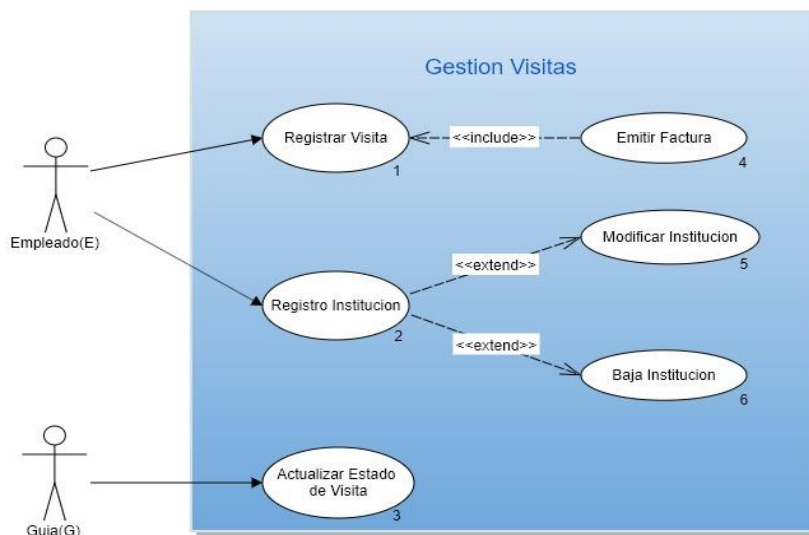 Gestion Visitas
Registrar Visita
1
<<include>>
Emitir Factura
4
Empleado(E)
Modificar Institucion
5
<<extend>>
Registro Institucion
2
<<extend>>
Baja Institucion
6
Actualizar Estado
de Visita
3
Guia(G)